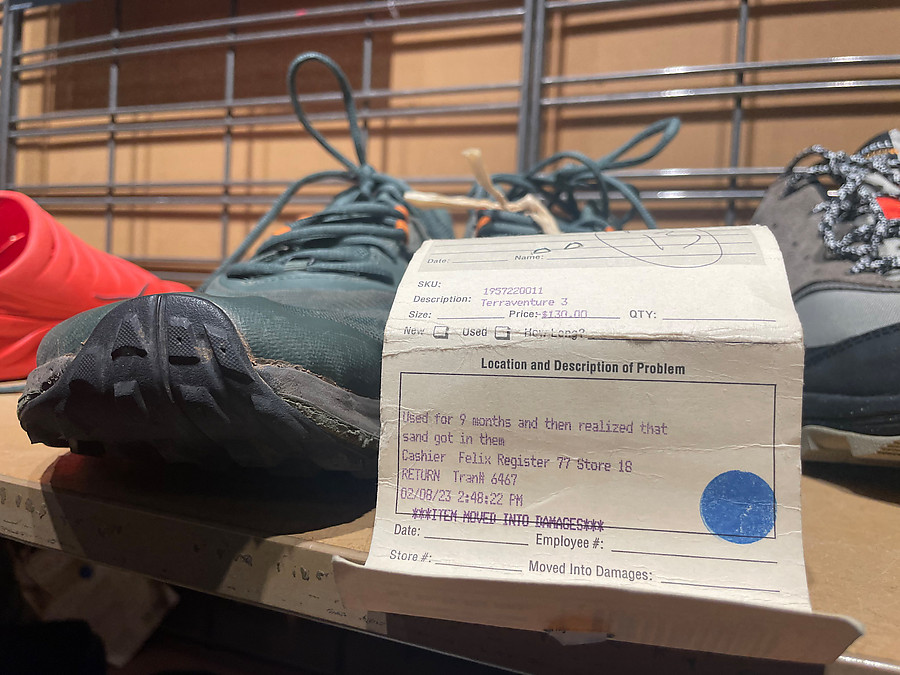 Date: Name:
SKU: 1957220011
Description: Terraventure 3
Size: Price: $130.00 QTY:
New Used How Long?
Location and Description of Problem
Used for 9 months and then realized that
sand got in them
Cashier Felix Register 77 Store 18
RETURN Tran# 6467
02/08/23 2:48:22 PM
***ITEM MOVED INTO DAMAGES***
Date: Employee #:
Store #: Moved Into Damages: